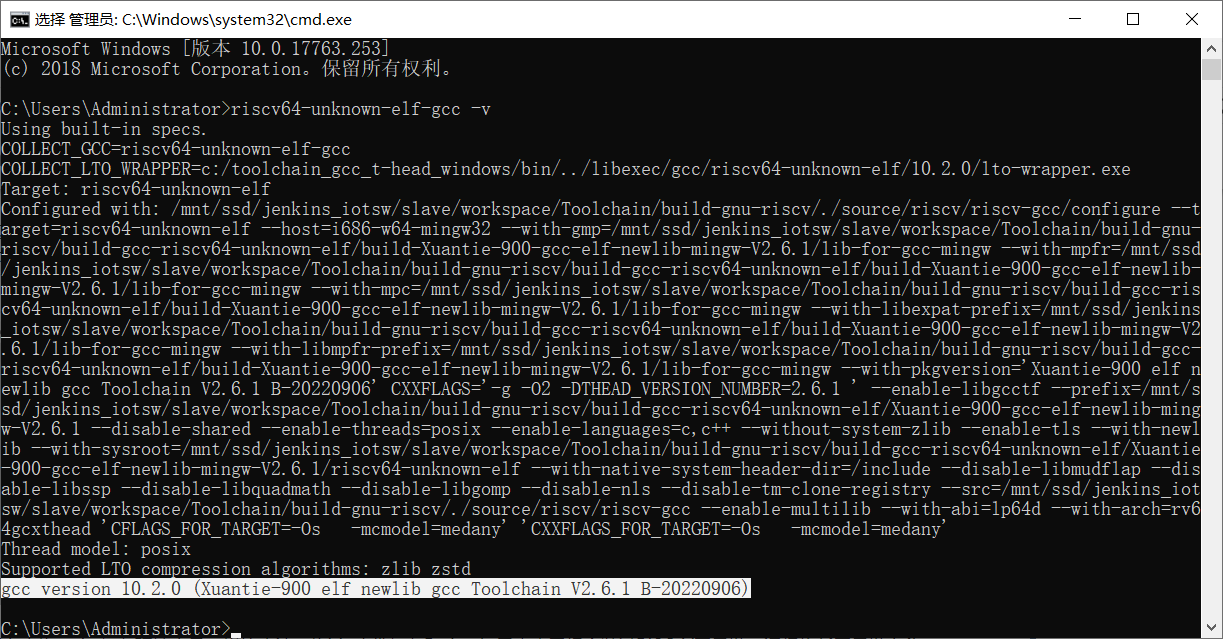 选择 管理员: C:\Windows\system32\cmd.exe
Microsoft Windows [版本 10.0.17763.253]
(c) 2018 Microsoft Corporation。保留所有权利。
C:\Users\Administrator>riscv64-unknown-elf-gcc -v
Using built-in specs.
COLLECT_GCC=riscv64-unknown-elf-gcc
COLLECT_LTO_WRAPPER=c:/toolchain_gcc_t-head_windows/bin/../libexec/gcc/riscv64-unknown-elf/10.2.0/lto-wrapper.exe
Target: riscv64-unknown-elf
Configured with: /mnt/ssd/jenkins_iotsw/slave/workspace/Toolchain/build-gnu-riscv/./source/riscv/riscv-gcc/configure --t
arget=riscv64-unknown-elf --host=i686-w64-mingw32 --with-gmp=/mnt/ssd/jenkins_iotsw/slave/workspace/Toolchain/build-gnu-
riscv/build-gcc-riscv64-unknown-elf/build-Xuantie-900-gcc-elf-newlib-mingw-V2.6.1/lib-for-gcc-mingw --with-mpfr=/mnt/ssd
/jenkins_iotsw/slave/workspace/Toolchain/build-gnu-riscv/build-gcc-riscv64-unknown-elf/build-Xuantie-900-gcc-elf-newlib-
mingw-V2.6.1/lib-for-gcc-mingw --with-mpc=/mnt/ssd/jenkins_iotsw/slave/workspace/Toolchain/build-gnu-riscv/build-gcc-ris
cv64-unknown-elf/build-Xuantie-900-gcc-elf-newlib-mingw-V2.6.1/lib-for-gcc-mingw --with-libexpat-prefix=/mnt/ssd/jenkins
_iotsw/slave/workspace/Toolchain/build-gnu-riscv/build-gcc-riscv64-unknown-elf/build-Xuantie-900-gcc-elf-newlib-mingw-V2
.6.1/lib-for-gcc-mingw --with-libmpfr-prefix=/mnt/ssd/jenkins_iotsw/slave/workspace/Toolchain/build-gnu-riscv/build-gcc-
riscv64-unknown-elf/build-Xuantie-900-gcc-elf-newlib-mingw-V2.6.1/lib-for-gcc-mingw --with-pkgversion='Xuantie-900 elf n
ewlib gcc Toolchain V2.6.1 B-20220906' CXXFLAGS='-g -O2 -DTHEAD_VERSION_NUMBER=2.6.1 ' --enable-libgcctf --prefix=/mnt/s
sd/jenkins_iotsw/slave/workspace/Toolchain/build-gnu-riscv/build-gcc-riscv64-unknown-elf/Xuantie-900-gcc-elf-newlib-ming
w-V2.6.1 --disable-shared --enable-threads=posix --enable-languages=c,c++ --without-system-zlib --enable-tls --with-newl
ib --with-sysroot=/mnt/ssd/jenkins_iotsw/slave/workspace/Toolchain/build-gnu-riscv/build-gcc-riscv64-unknown-elf/Xuantie
-900-gcc-elf-newlib-mingw-V2.6.1/riscv64-unknown-elf --with-native-system-header-dir=/include --disable-libmudflap --dis
able-libssp --disable-libquadmath --disable-libgomp --disable-nls --disable-tm-clone-registry --src=/mnt/ssd/jenkins_iot
sw/slave/workspace/Toolchain/build-gnu-riscv/./source/riscv/riscv-gcc --enable-multilib --with-abi=lp64d --with-arch=rv6
4gcxthead 'CFLAGS_FOR_TARGET=-Os   -mcmodel=medany' 'CXXFLAGS_FOR_TARGET=-Os   -mcmodel=medany'
Thread model: posix
Supported LTO compression algorithms: zlib zstd
gcc version 10.2.0 (Xuantie-900 elf newlib gcc Toolchain V2.6.1 B-20220906)
C:\Users\Administrator>